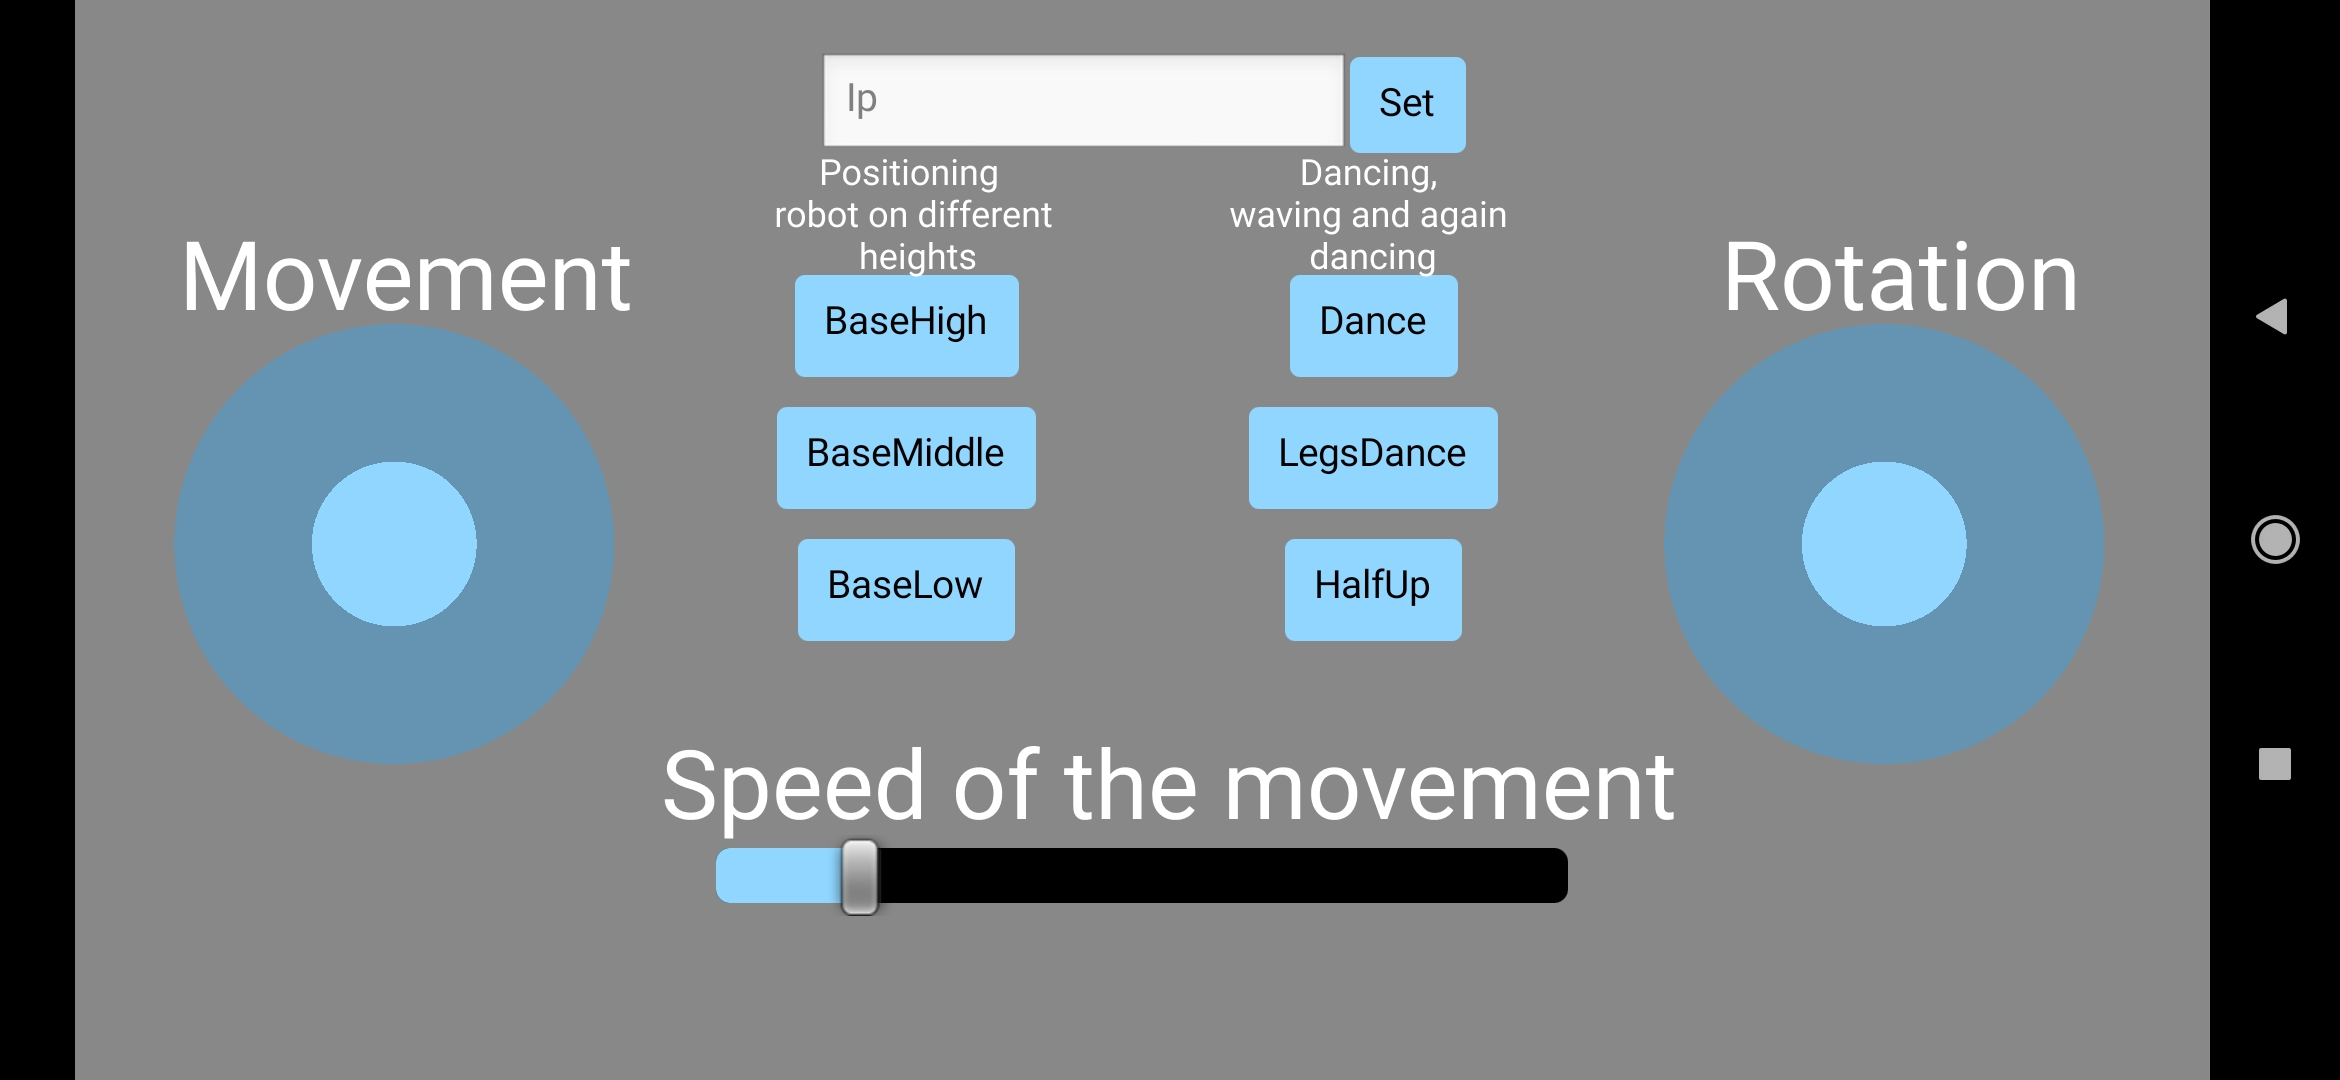 Ip
Set
Positioning
robot on different
heights
Dancing,
waving and again
dancing
Movement
Rotation
BaseHigh
Dance
BaseMiddle
LegsDance
BaseLow
HalfUp
Speed of the movement